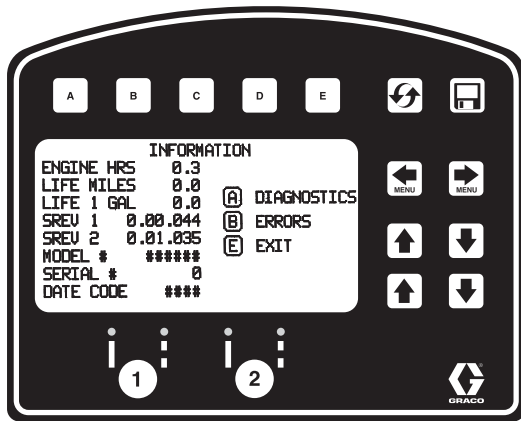 A B C D E
INFORMATION
ENGINE HRS 0.3
LIFE MILES 0.0
LIFE 1 GAL 0.0
SREV 1 0.00.044
SREV 2 0.01.035
MODEL # ######
SERIAL # 0
DATE CODE ####
A DIAGNOSTICS
B ERRORS
E EXIT
MENU MENU
1 2
GRACO